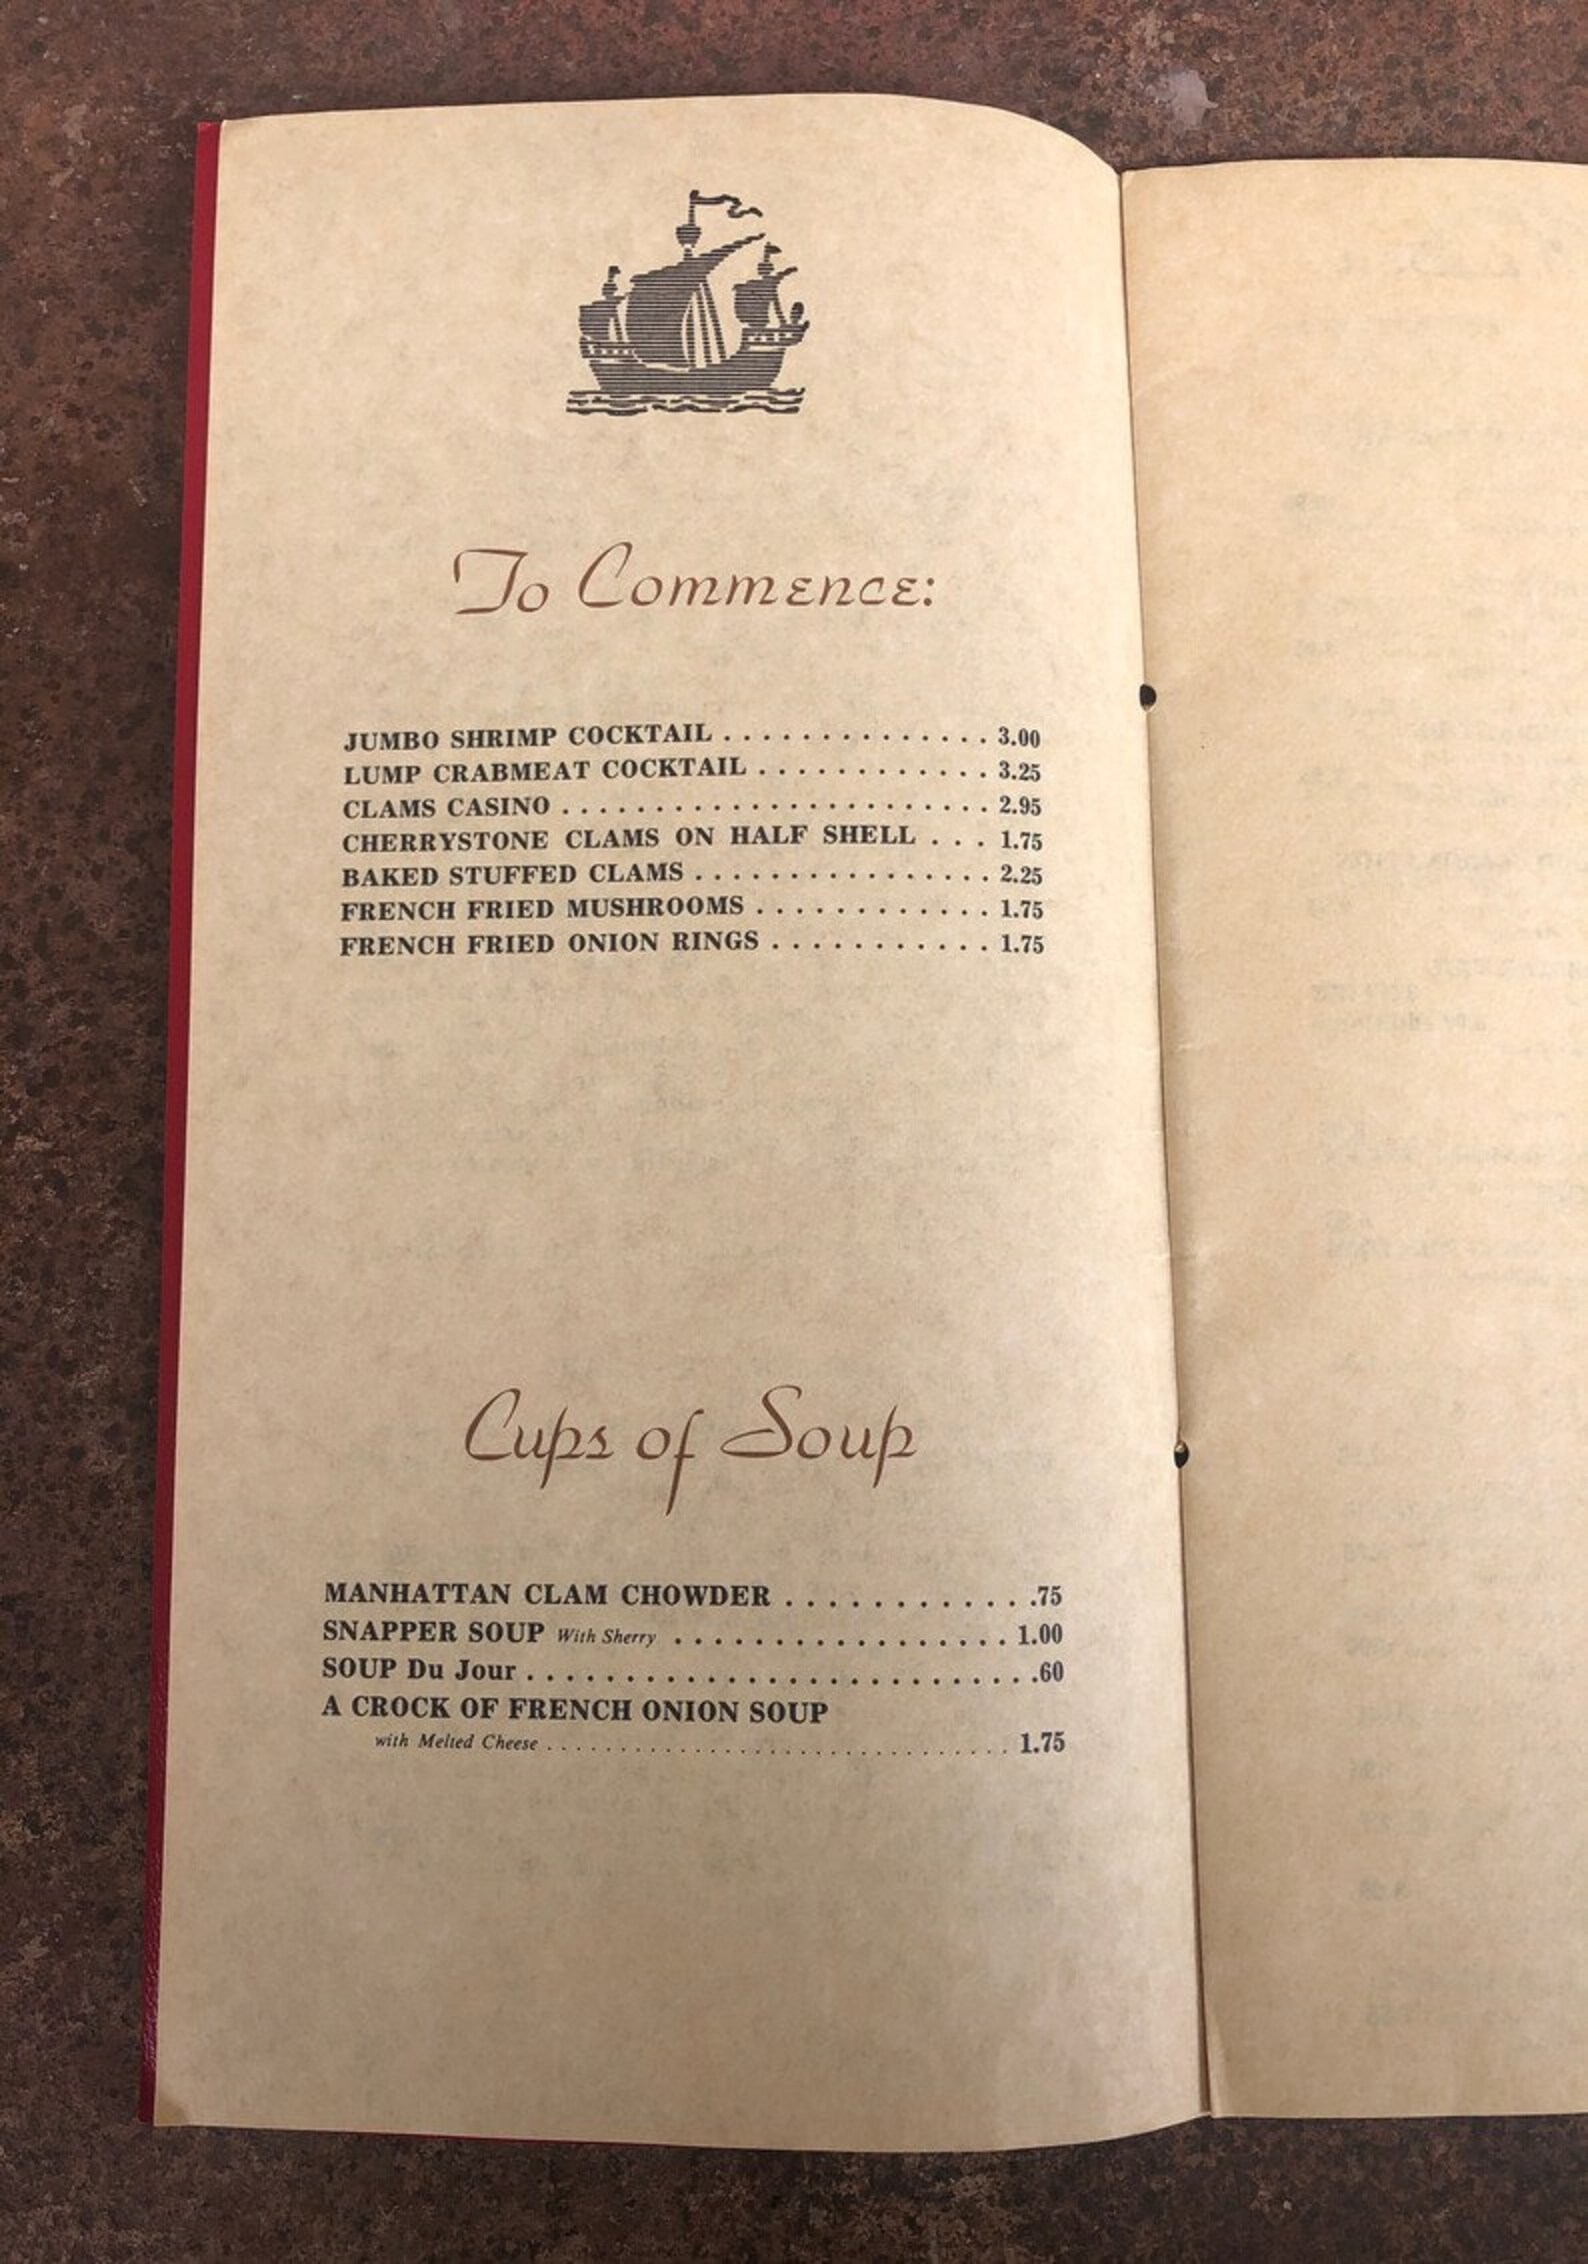 To Commence:
JUMBO SHRIMP COCKTAIL . . . . . . . . . . . . . . 3.00
LUMP CRABMEAT COCKTAIL . . . . . . . . . . . . 3.25
CLAMS CASINO . . . . . . . . . . . . . . . . . . . . . . . 2.95
CHERRYSTONE CLAMS ON HALF SHELL . . . 1.75
BAKED STUFFED CLAMS . . . . . . . . . . . . . . . . 2.25
FRENCH FRIED MUSHROOMS . . . . . . . . . . . . 1.75
FRENCH FRIED ONION RINGS . . . . . . . . . . . 1.75
Cups of Soup
MANHATTAN CLAM CHOWDER . . . . . . . . . . . . .75
SNAPPER SOUP With Sherry . . . . . . . . . . . . . . . . . 1.00
SOUP Du Jour . . . . . . . . . . . . . . . . . . . . . . . . . .60
A CROCK OF FRENCH ONION SOUP
with Melted Cheese . . . . . . . . . . . . . . . . . . . . . . . . . . . . . . . . 1.75